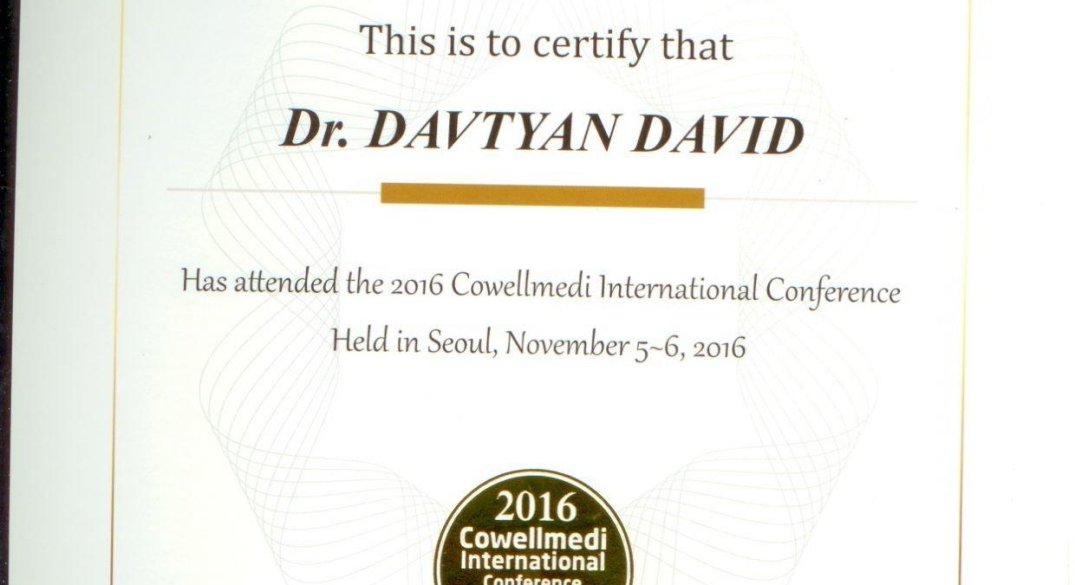 This is to certify that
Dr. DAVTYAN DAVID
Has attended the 2016 Cowellmedi International Conference
Held in Seoul, November 5~6, 2016
2016
Cowellmedi
International
Conference